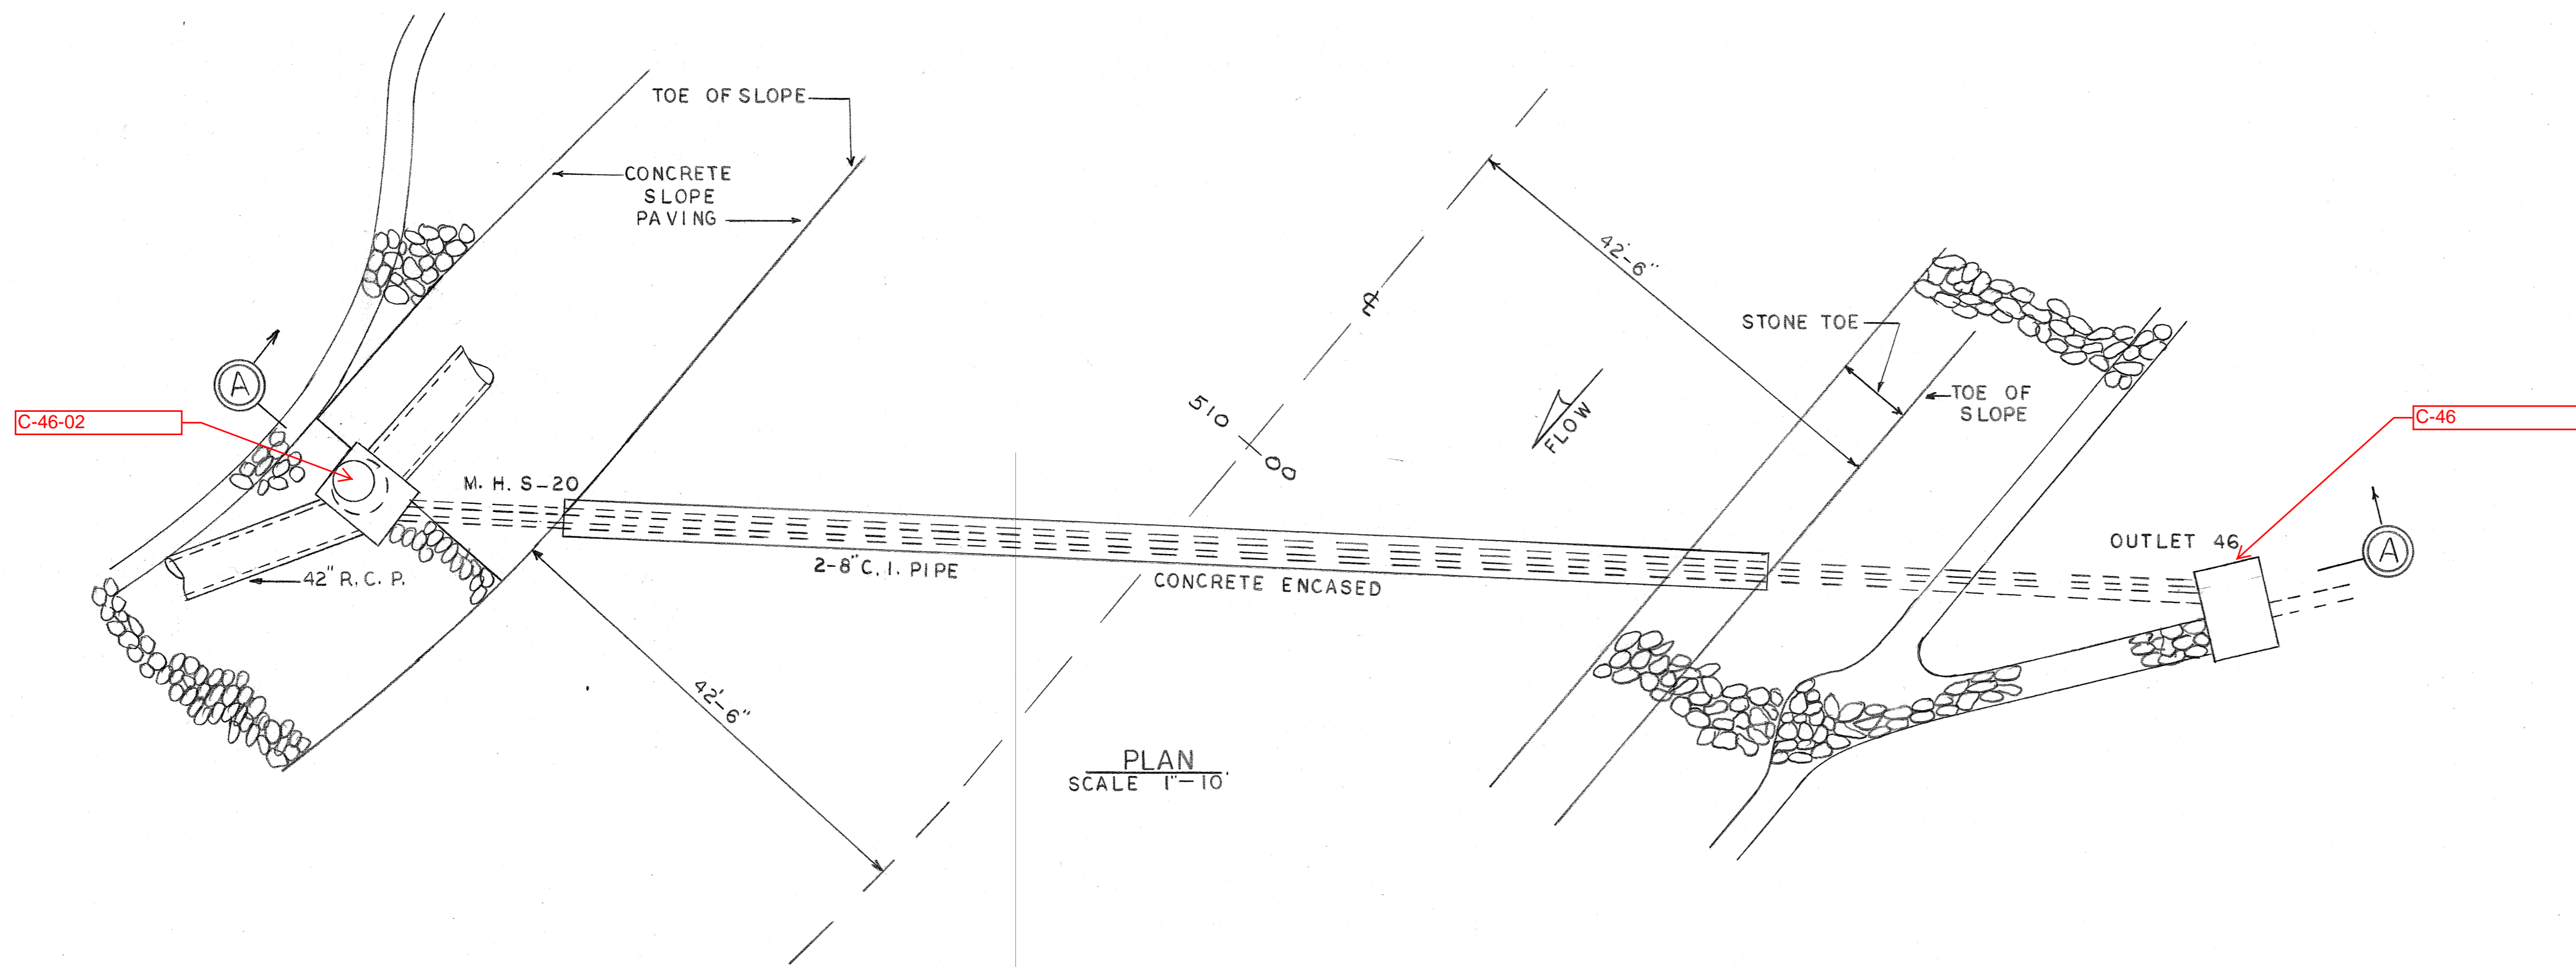 TOE OF SLOPE
CONCRETE
SLOPE
PAVING
42'-6"
℄
STONE TOE
TOE OF
SLOPE
FLOW
510
00
A
C-46-02
C-46
M. H. S-20
OUTLET 46
A
2-8" C. I. PIPE
CONCRETE ENCASED
42" R. C. P.
42'-6"
PLAN
SCALE 1"-10'